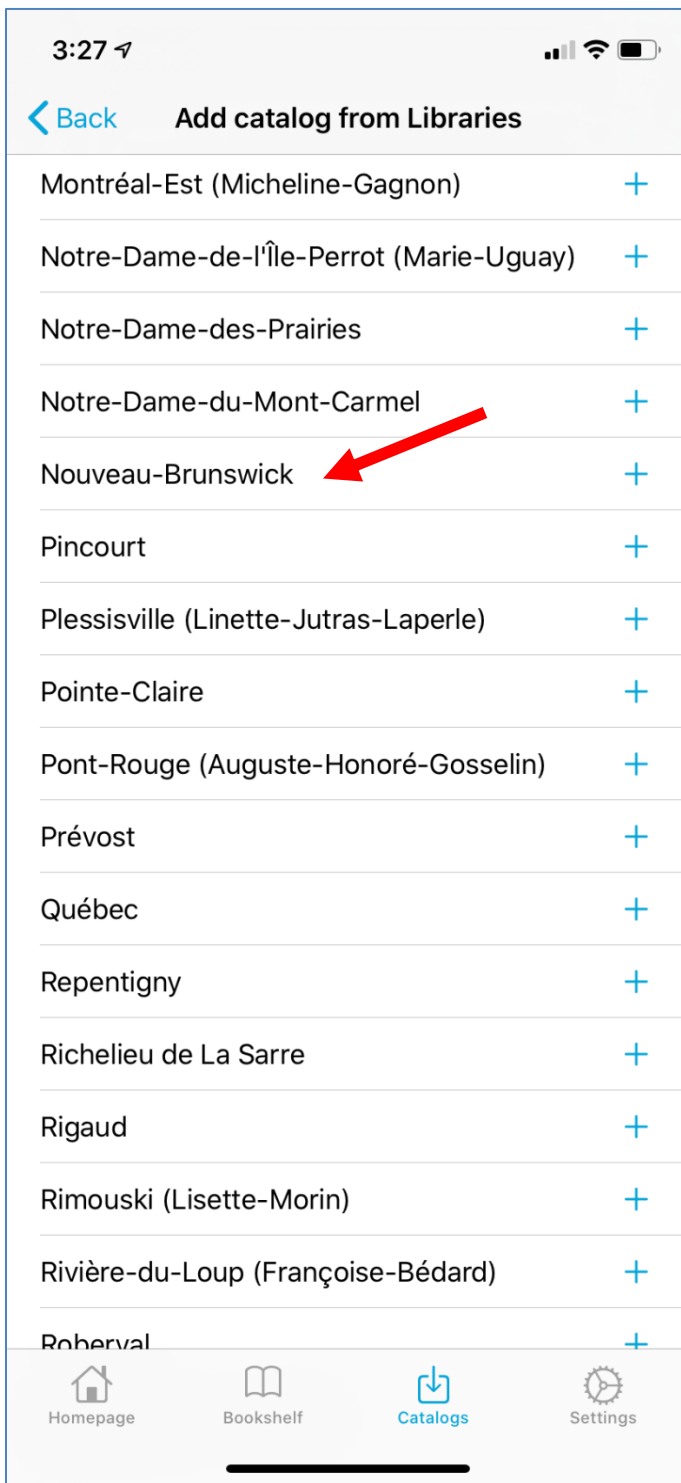 3:27
Back Add catalog from Libraries
Montréal-Est (Micheline-Gagnon) +
Notre-Dame-de-l'Île-Perrot (Marie-Uguay) +
Notre-Dame-des-Prairies +
Notre-Dame-du-Mont-Carmel +
Nouveau-Brunswick +
Pincourt +
Plessisville (Linette-Jutras-Laperle) +
Pointe-Claire +
Pont-Rouge (Auguste-Honoré-Gosselin) +
Prévost +
Québec +
Repentigny +
Richelieu de La Sarre +
Rigaud +
Rimouski (Lisette-Morin) +
Rivière-du-Loup (Françoise-Bédard) +
Roberval +
Homepage Bookshelf Catalogs Settings